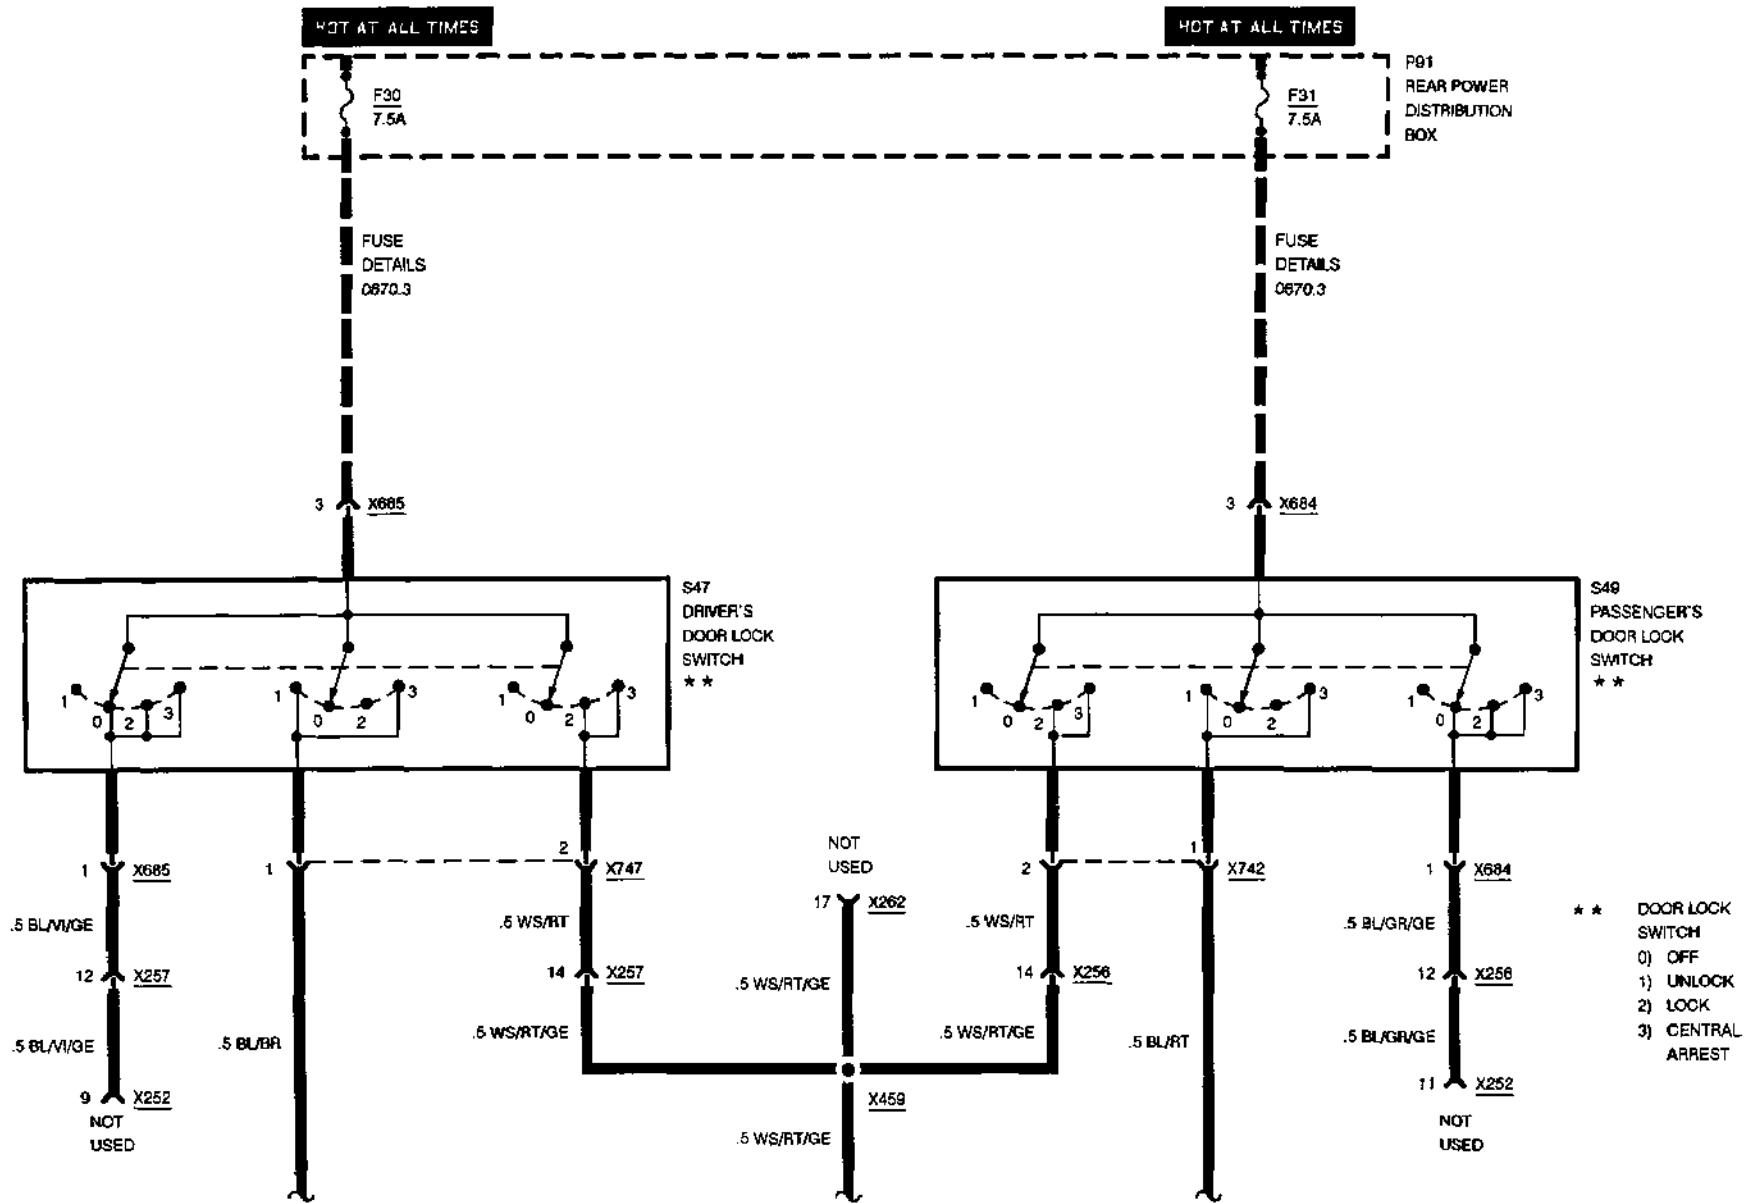 HOT AT ALL TIMES
HOT AT ALL TIMES
F30
7.5A
F31
7.5A
P91
REAR POWER
DISTRIBUTION
BOX
FUSE
DETAILS
0670.3
FUSE
DETAILS
0670.3
3 X685
3 X684
S47
DRIVER'S
DOOR LOCK
SWITCH
* *
S49
PASSENGER'S
DOOR LOCK
SWITCH
* *
1 0 2 3
1 0 2 3
1 0 2 3
1 0 2 3
1 0 2 3
1 0 2 3
1 X685
1
2 X747
NOT
USED
17 X262
2
1 X742
1 X684
.5 BL/VI/GE
.5 WS/RT
.5 WS/RT
.5 BL/GR/GE
12 X257
14 X257
.5 WS/RT/GE
14 X256
12 X256
.5 BL/VI/GE
.5 BL/BR
.5 WS/RT/GE
.5 WS/RT/GE
.5 BL/RT
.5 BL/GR/GE
9 X252
NOT
USED
X459
.5 WS/RT/GE
11 X252
NOT
USED
* * DOOR LOCK
SWITCH
0) OFF
1) UNLOCK
2) LOCK
3) CENTRAL
ARREST